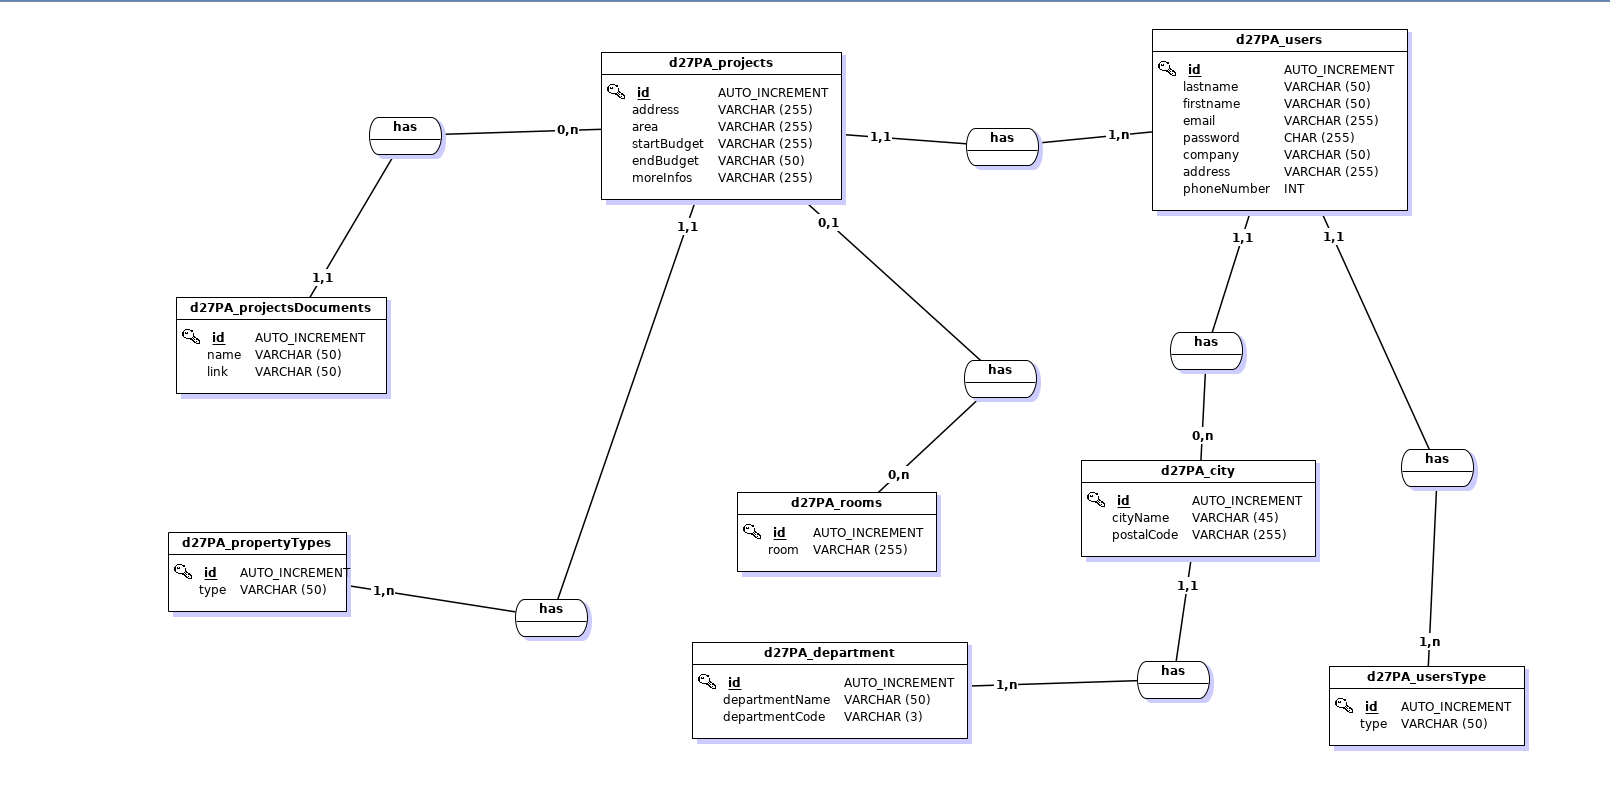 d27PA_users
id AUTO_INCREMENT
lastname VARCHAR (50)
firstname VARCHAR (50)
email VARCHAR (255)
password CHAR (255)
company VARCHAR (50)
address VARCHAR (255)
phoneNumber INT
d27PA_projects
id AUTO_INCREMENT
address VARCHAR (255)
area VARCHAR (255)
startBudget VARCHAR (255)
endBudget VARCHAR (50)
moreInfos VARCHAR (255)
has
0,n
1,1
has
1,n
1,1
0,1
1,1
1,1
1,1
d27PA_projectsDocuments
id AUTO_INCREMENT
name VARCHAR (50)
link VARCHAR (50)
has
has
0,n
has
0,n
d27PA_city
id AUTO_INCREMENT
cityName VARCHAR (45)
postalCode VARCHAR (255)
d27PA_rooms
id AUTO_INCREMENT
room VARCHAR (255)
d27PA_propertyTypes
id AUTO_INCREMENT
type VARCHAR (50)
1,n
has
1,1
d27PA_department
id AUTO_INCREMENT
departmentName VARCHAR (50)
departmentCode VARCHAR (3)
1,n
has
1,n
d27PA_usersType
id AUTO_INCREMENT
type VARCHAR (50)